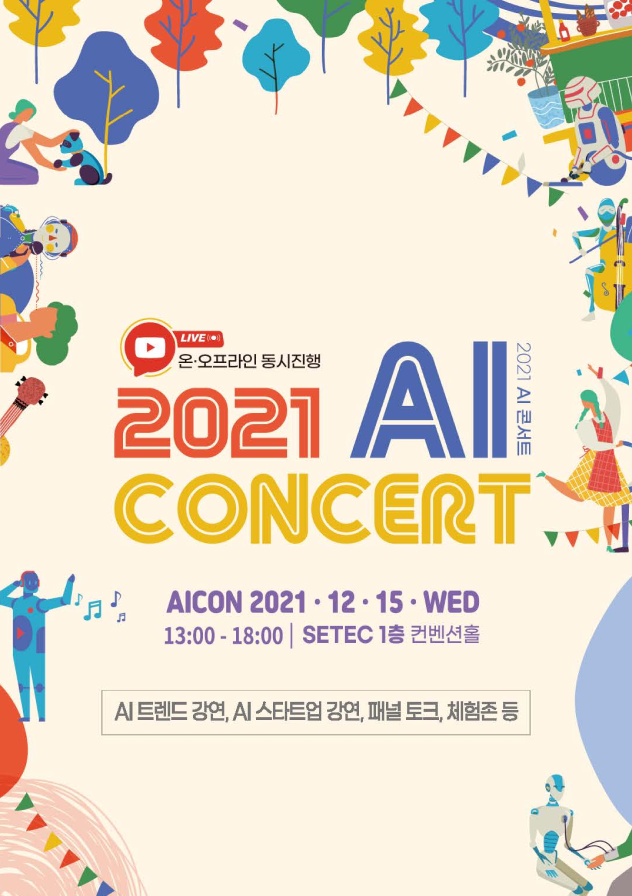 LIVE
온·오프라인 동시진행
2021 AI
2021 AI 콘서트
CONCERT
AICON 2021 · 12 · 15 · WED
13:00 - 18:00 | SETEC 1층 컨벤션홀
AI 트렌드 강연, AI 스타트업 강연, 패널 토크, 체험존 등